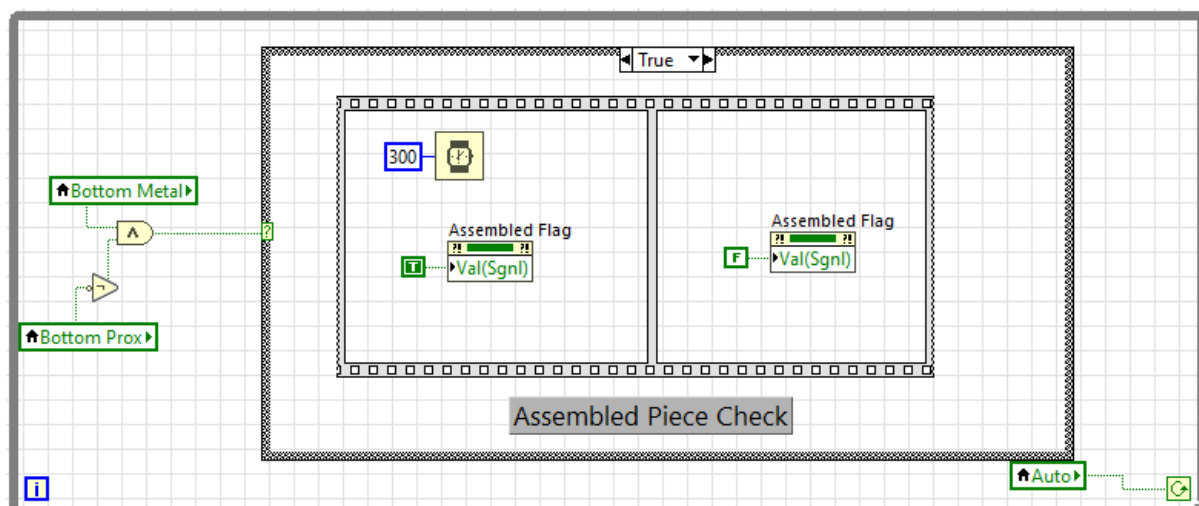 True
300
Bottom Metal
Assembled Flag
Assembled Flag
?! ?!
?! ?!
T
Val(Sgnl)
F
Val(Sgnl)
?
Bottom Prox
Assembled Piece Check
Auto
i